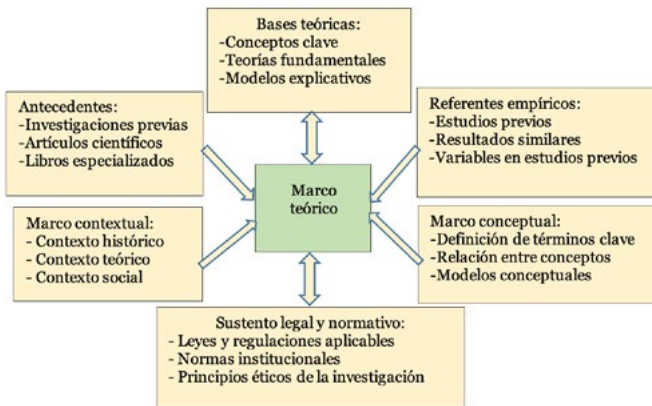 Bases teóricas:
-Conceptos clave
-Teorías fundamentales
-Modelos explicativos
Antecedentes:
-Investigaciones previas
-Artículos científicos
-Libros especializados
Referentes empíricos:
-Estudios previos
-Resultados similares
-Variables en estudios previos
Marco
teórico
Marco contextual:
- Contexto histórico
- Contexto teórico
- Contexto social
Marco conceptual:
-Definición de términos clave
-Relación entre conceptos
-Modelos conceptuales
Sustento legal y normativo:
- Leyes y regulaciones aplicables
- Normas institucionales
- Principios éticos de la investigación